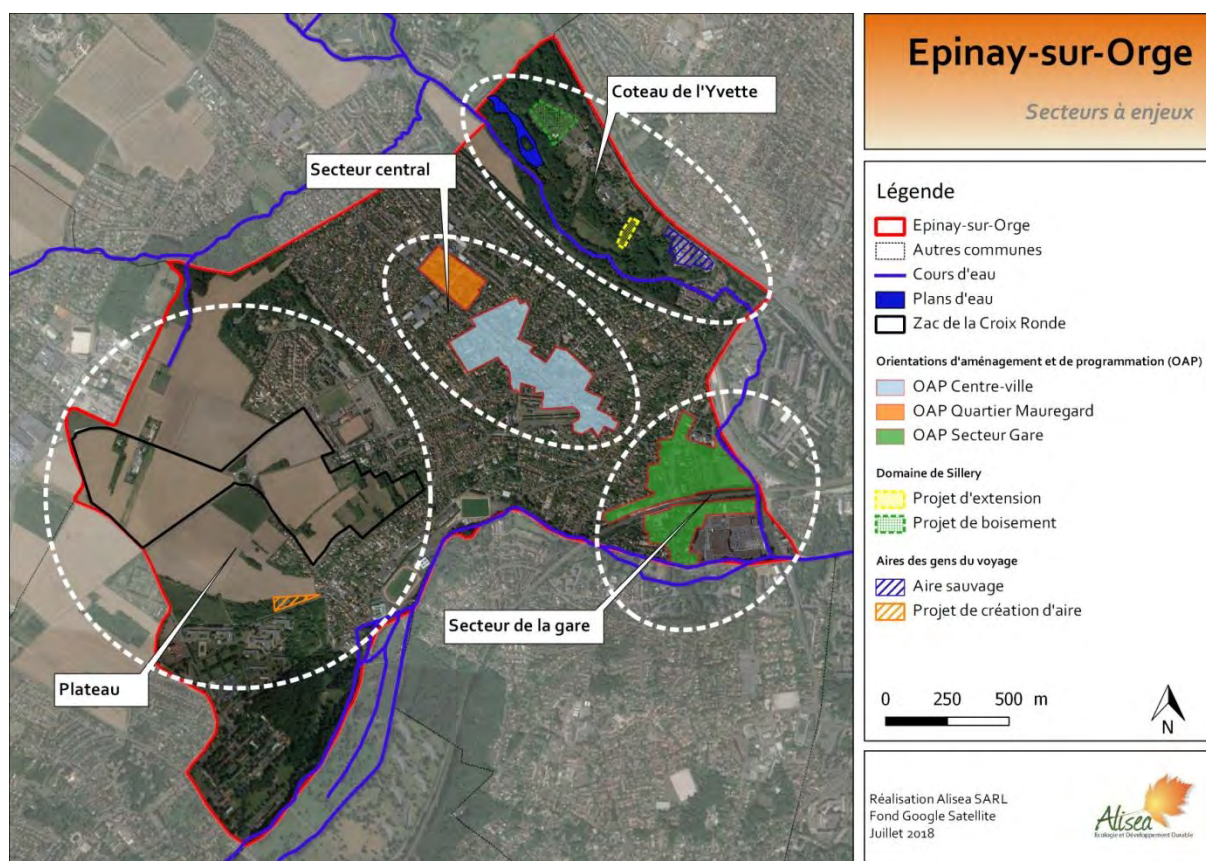 Coteau de l'Yvette
Secteur central
Secteur de la gare
Plateau
Epinay-sur-Orge
Secteurs à enjeux
Légende
Epinay-sur-Orge
Autres communes
Cours d'eau
Plans d'eau
Zac de la Croix Ronde
Orientations d'aménagement et de programmation (OAP)
OAP Centre-ville
OAP Quartier Mauregard
OAP Secteur Gare
Domaine de Sillery
Projet d'extension
Projet de boisement
Aires des gens du voyage
Aire sauvage
Projet de création d'aire
0 250 500 m
N
Réalisation Alisea SARL
Fond Google Satellite
Juillet 2018
Alisea
Ecologie et Développement Durable